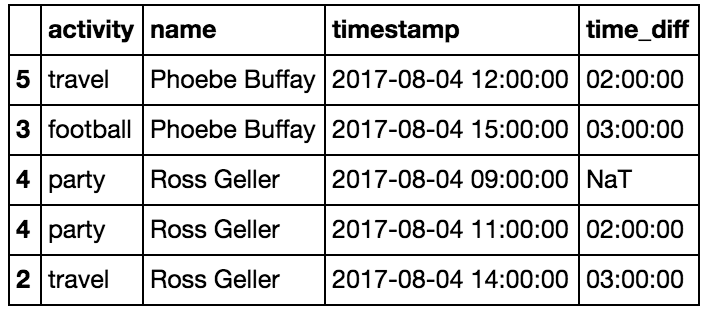 activity name timestamp time_diff
5 travel Phoebe Buffay 2017-08-04 12:00:00 02:00:00
3 football Phoebe Buffay 2017-08-04 15:00:00 03:00:00
4 party Ross Geller 2017-08-04 09:00:00 NaT
4 party Ross Geller 2017-08-04 11:00:00 02:00:00
2 travel Ross Geller 2017-08-04 14:00:00 03:00:00